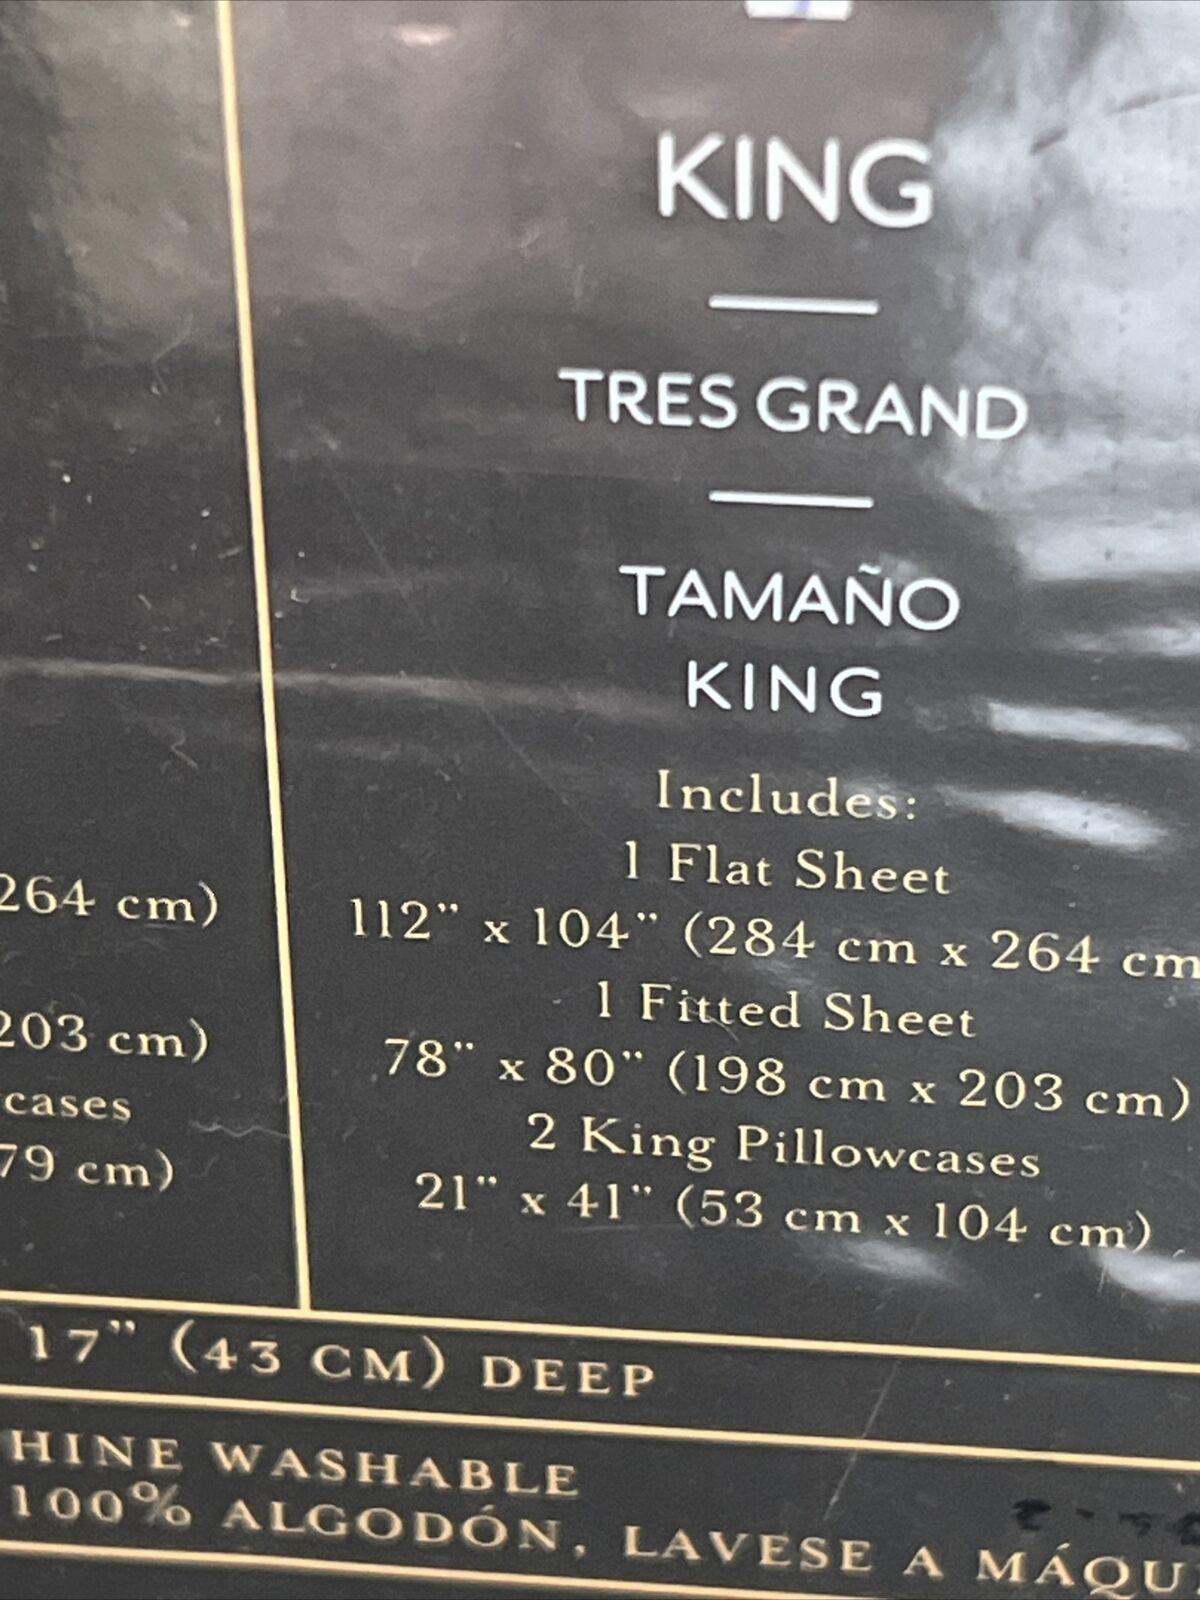 KING
TRES GRAND
TAMAÑO
KING
Includes:
1 Flat Sheet
112" x 104" (284 cm x 264 cm
1 Fitted Sheet
78" x 80" (198 cm x 203 cm)
2 King Pillowcases
21" x 41" (53 cm x 104 cm)
264 cm)
203 cm)
cases
79 cm)
17" (43 CM) DEEP
HINE WASHABLE
100% ALGODÓN, LAVESE A MÁQU